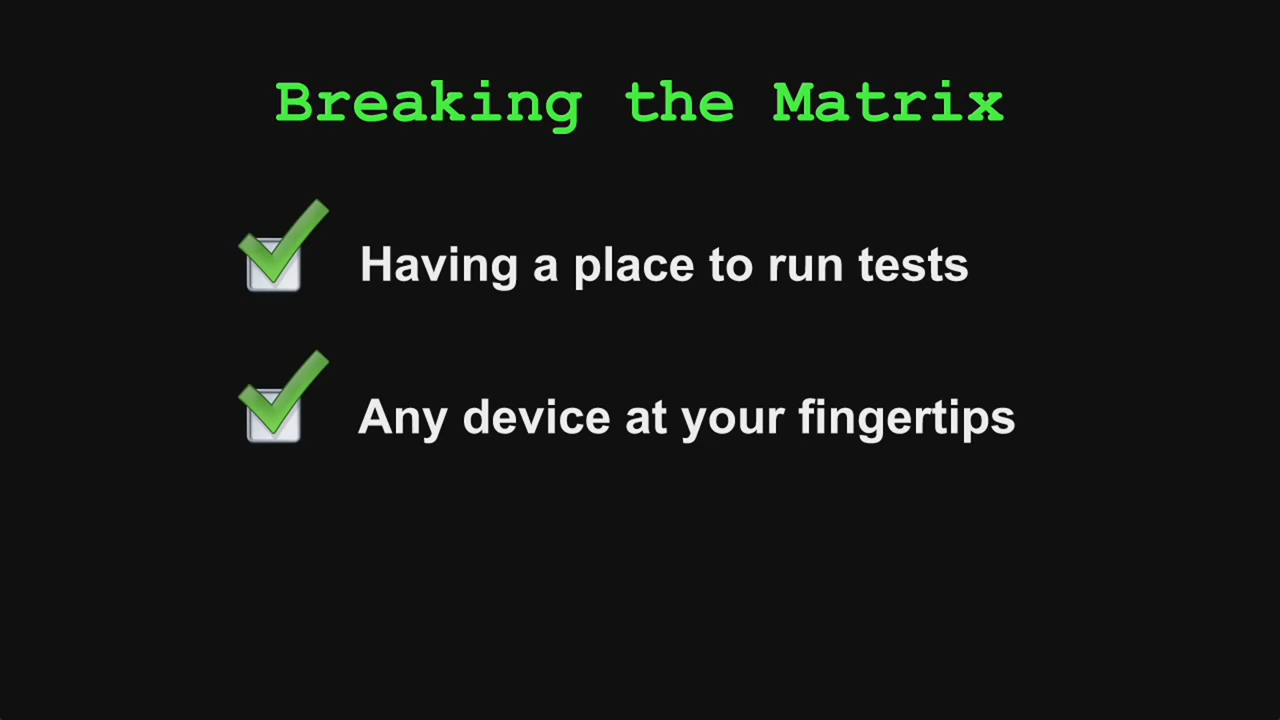 Breaking the Matrix
Having a place to run tests
Any device at your fingertips